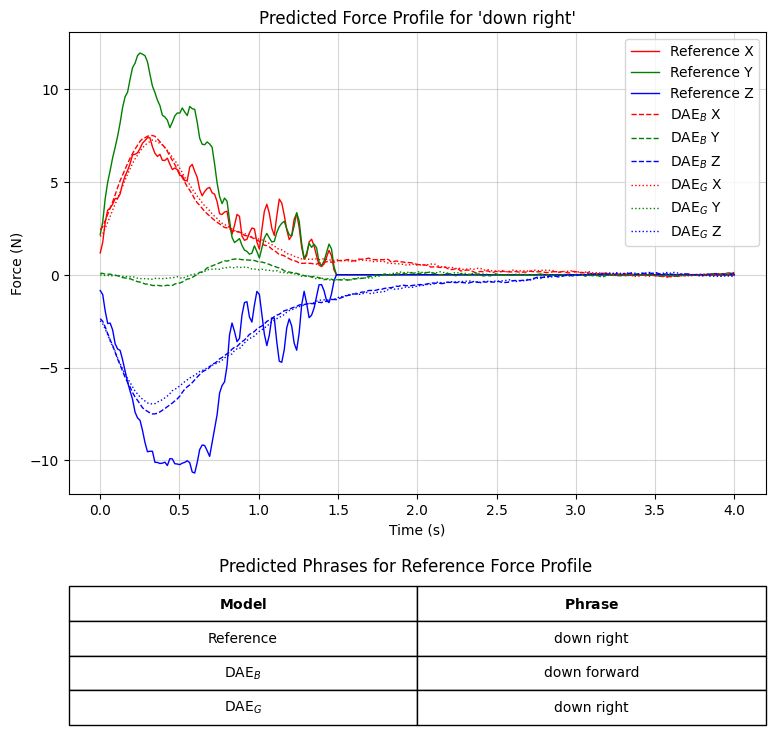 Predicted Force Profile for 'down right'
Force (N)
10
5
0
−5
−10
Reference X
Reference Y
Reference Z
DAE_B X
DAE_B Y
DAE_B Z
DAE_G X
DAE_G Y
DAE_G Z
0.0 0.5 1.0 1.5 2.0 2.5 3.0 3.5 4.0
Time (s)
Predicted Phrases for Reference Force Profile
Model Phrase
Reference down right
DAE_B down forward
DAE_G down right